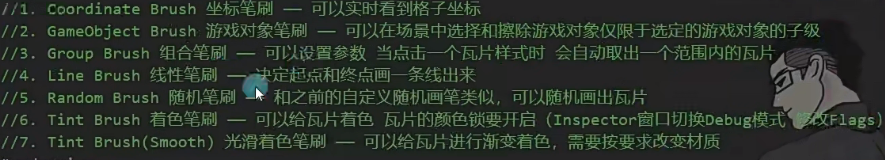 //1. Coordinate Brush 坐标笔刷 —— 可以实时看到格子坐标
//2. GameObject Brush 游戏对象笔刷 —— 可以在场景中选择和擦除游戏对象仅限于选定的游戏对象的子级
//3. Group Brush 组合笔刷 —— 可以设置参数 当点击一个瓦片样式时 会自动取出一个范围内的瓦片
//4. Line Brush 线性笔刷 —— 决定起点和终点画一条线出来
//5. Random Brush 随机笔刷 —— 和之前的自定义随机画笔类似，可以随机画出瓦片
//6. Tint Brush 着色笔刷 —— 可以给瓦片着色 瓦片的颜色锁要开启（Inspector窗口切换Debug模式 修改Flags）
//7. Tint Brush(Smooth) 光滑着色笔刷 —— 可以给瓦片进行渐变着色，需要按要求改变材质